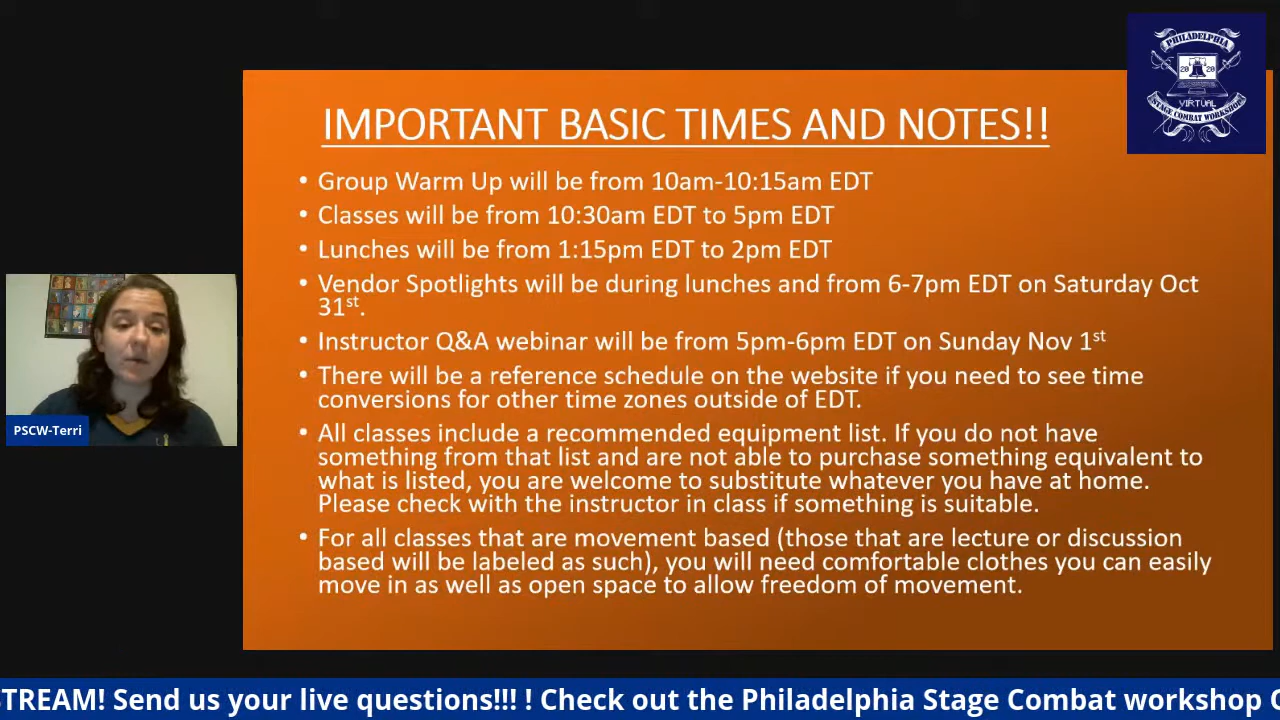 PHILADELPHIA
20 20
VIRTUAL
STAGE COMBAT WORKSHOP
IMPORTANT BASIC TIMES AND NOTES!!
• Group Warm Up will be from 10am-10:15am EDT
• Classes will be from 10:30am EDT to 5pm EDT
• Lunches will be from 1:15pm EDT to 2pm EDT
• Vendor Spotlights will be during lunches and from 6-7pm EDT on Saturday Oct
31st.
• Instructor Q&A webinar will be from 5pm-6pm EDT on Sunday Nov 1st
• There will be a reference schedule on the website if you need to see time
conversions for other time zones outside of EDT.
• All classes include a recommended equipment list. If you do not have
something from that list and are not able to purchase something equivalent to
what is listed, you are welcome to substitute whatever you have at home.
Please check with the instructor in class if something is suitable.
• For all classes that are movement based (those that are lecture or discussion
based will be labeled as such), you will need comfortable clothes you can easily
move in as well as open space to allow freedom of movement.
PSCW-Terri
STREAM! Send us your live questions!!! ! Check out the Philadelphia Stage Combat workshop